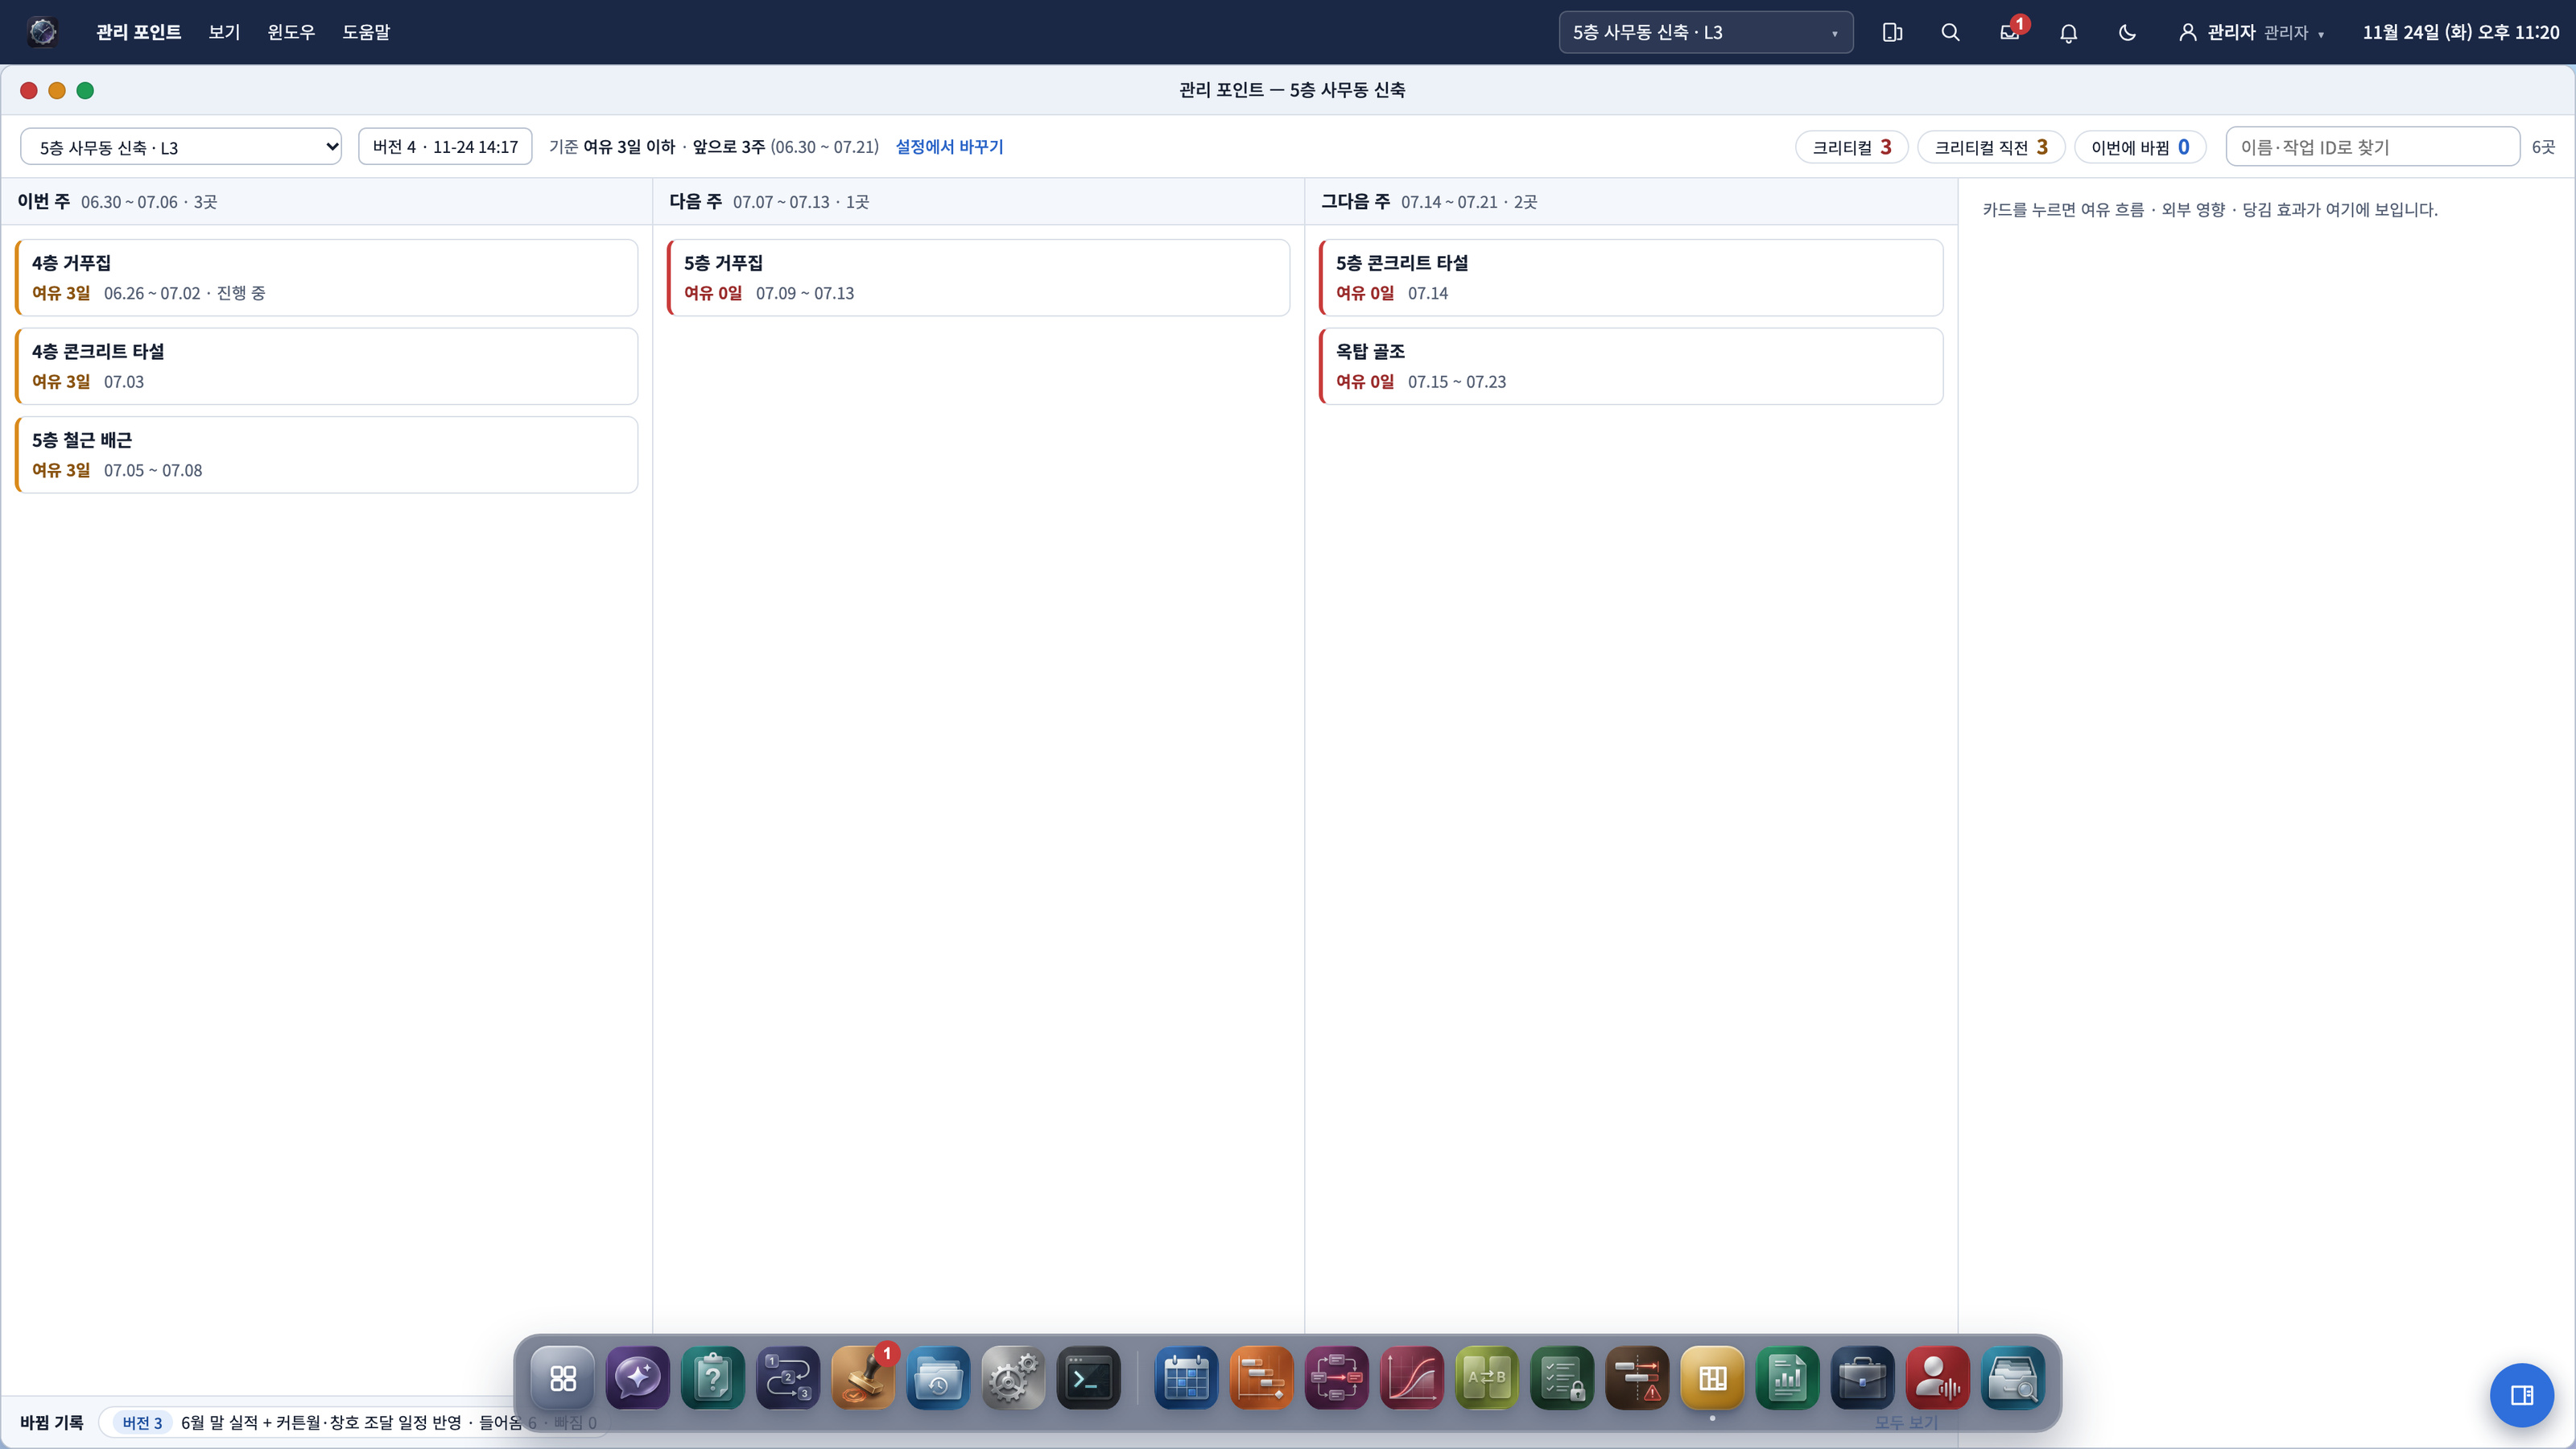 관리 포인트 보기 윈도우 도움말 5층 사무동 신축 · L3 1 관리자 관리자 11월 24일 (화) 오후 11:20
관리 포인트 — 5층 사무동 신축
5층 사무동 신축 · L3 버전 4 · 11-24 14:17 기준 여유 3일 이하 · 앞으로 3주 (06.30 ~ 07.21) 설정에서 바꾸기 크리티컬 3 크리티컬 직전 3 이번에 바뀜 0 이름·작업 ID로 찾기 6곳
이번 주 06.30 ~ 07.06 · 3곳
4층 거푸집
여유 3일 06.26 ~ 07.02 · 진행 중
4층 콘크리트 타설
여유 3일 07.03
5층 철근 배근
여유 3일 07.05 ~ 07.08
다음 주 07.07 ~ 07.13 · 1곳
5층 거푸집
여유 0일 07.09 ~ 07.13
그다음 주 07.14 ~ 07.21 · 2곳
5층 콘크리트 타설
여유 0일 07.14
옥탑 골조
여유 0일 07.15 ~ 07.23
카드를 누르면 여유 흐름 · 외부 영향 · 당김 효과가 여기에 보입니다.
1 2 3 ? 1 A⇄B
바뀜 기록 버전 3 6월 말 실적 + 커튼월·창호 조달 일정 반영 · 들어옴 6 · 빠짐 0 모두 보기